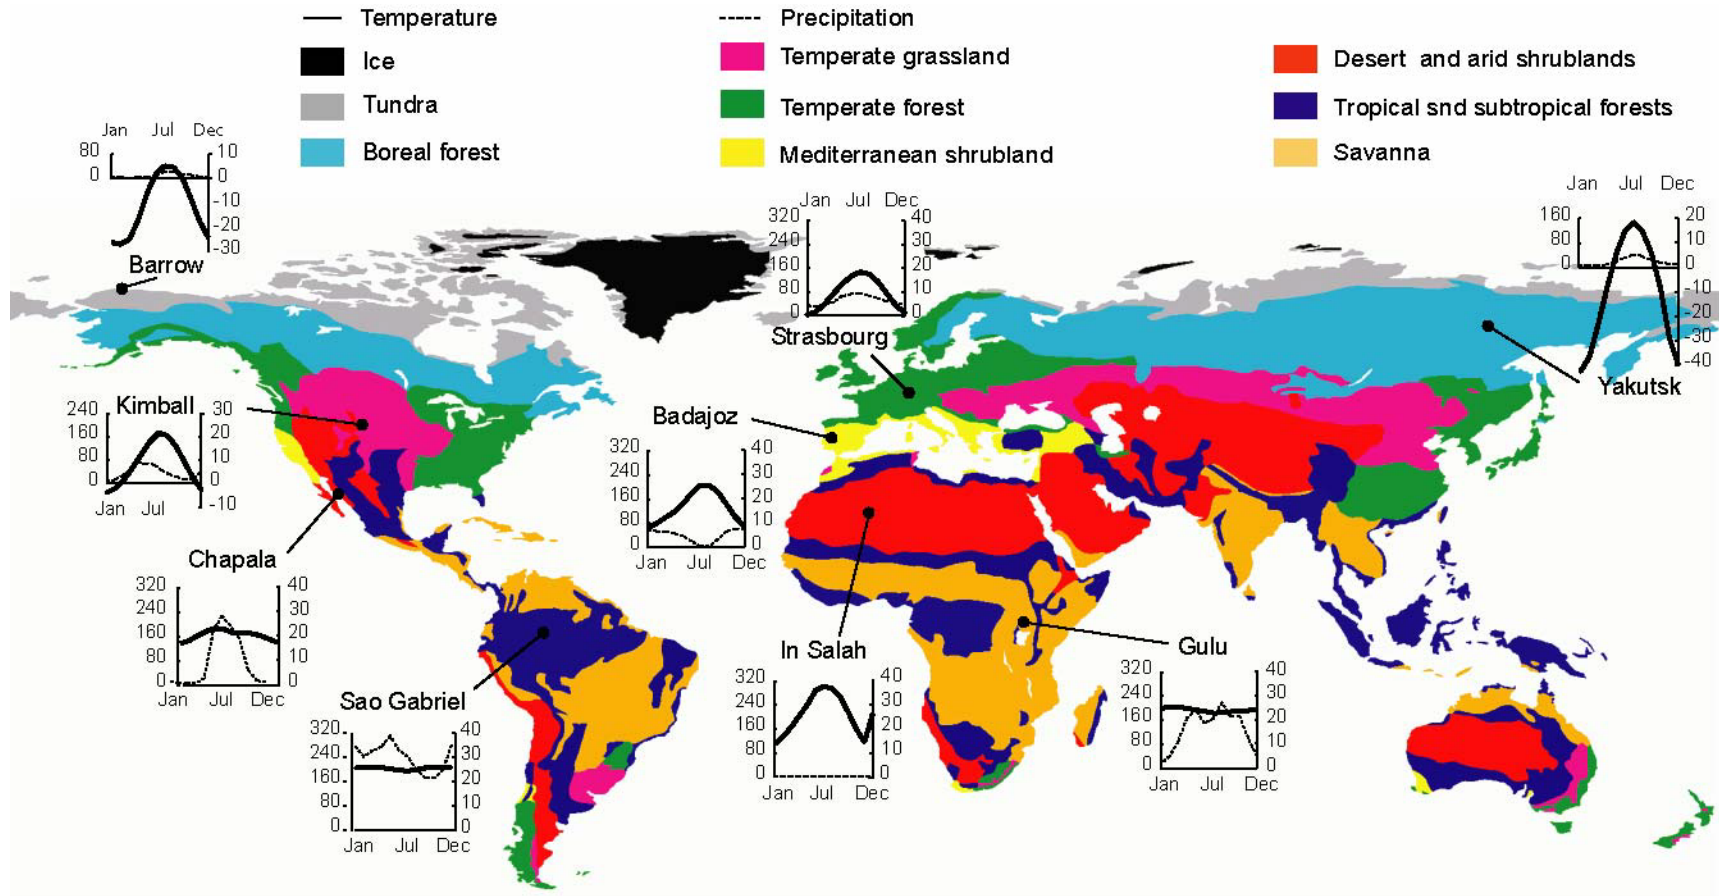 Temperature
Precipitation
Ice
Temperate grassland
Desert and arid shrublands
Tundra
Temperate forest
Tropical snd subtropical forests
Boreal forest
Mediterranean shrubland
Savanna
Jan Jul Dec
80 10
0 0
-10
-20
-30
Barrow
Jan Jul Dec
320 40
240 30
160 20
80 10
0 0
Strasbourg
Jan Jul Dec
160 20
80 10
0 0
-10
-20
-30
-40
Yakutsk
Kimball
240 30
160 20
80 10
0 0
-10
Jan Jul
Badajoz
320 40
240 30
160 20
80 10
0 0
Jan Jul Dec
Chapala
320 40
240 30
160 20
80 10
0 0
Jan Jul Dec
Sao Gabriel
320 40
240 30
160 20
80 10
0 0
Jan Jul Dec
In Salah
320 40
240 30
160 20
80 10
0 0
Jan Jul Dec
Gulu
320 40
240 30
160 20
80 10
0 0
Jan Jul Dec